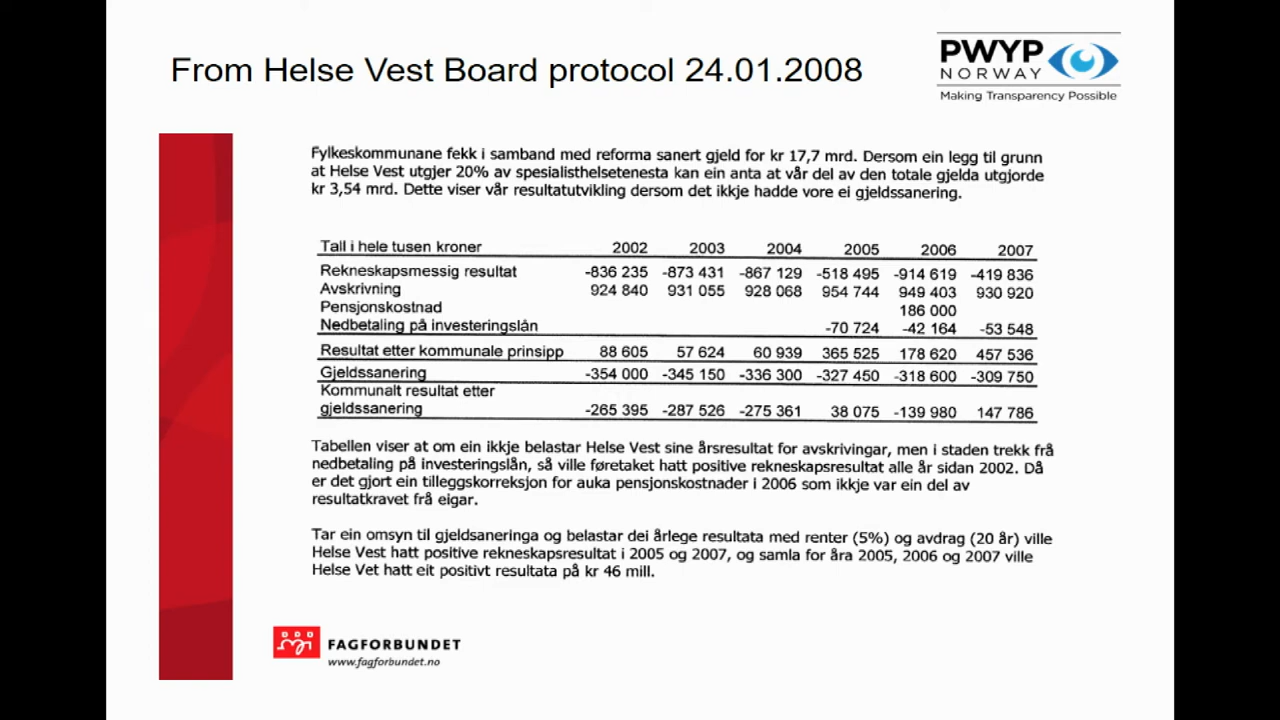 From Helse Vest Board protocol 24.01.2008
PWYP
NORWAY
Making Transparency Possible
Fylkeskommunane fekk i samband med reforma sanert gjeld for kr 17,7 mrd. Dersom ein legg til grunn
at Helse Vest utgjer 20% av spesialisthelsetenesta kan ein anta at vår del av den totale gjelda utgjorde
kr 3,54 mrd. Dette viser vår resultatutvikling dersom det ikkje hadde vore ei gjeldssanering.
Tall i hele tusen kroner 2002 2003 2004 2005 2006 2007
Rekneskapsmessig resultat -836 235 -873 431 -867 129 -518 495 -914 619 -419 836
Avskrivning 924 840 931 055 928 068 954 744 949 403 930 920
Pensjonskostnad 186 000
Nedbetaling på investeringslån -70 724 -42 164 -53 548
Resultat etter kommunale prinsipp 88 605 57 624 60 939 365 525 178 620 457 536
Gjeldssanering -354 000 -345 150 -336 300 -327 450 -318 600 -309 750
Kommunalt resultat etter
gjeldssanering -265 395 -287 526 -275 361 38 075 -139 980 147 786
Tabellen viser at om ein ikkje belastar Helse Vest sine årsresultat for avskrivingar, men i staden trekk frå
nedbetaling på investeringslån, så ville føretaket hatt positive rekneskapsresultat alle år sidan 2002. Då
er det gjort ein tilleggskorreksjon for auka pensjonskostnader i 2006 som ikkje var ein del av
resultatkravet frå eigar.
Tar ein omsyn til gjeldsaneringa og belastar dei årlege resultata med renter (5%) og avdrag (20 år) ville
Helse Vest hatt positive rekneskapsresultat i 2005 og 2007, og samla for åra 2005, 2006 og 2007 ville
Helse Vet hatt eit positivt resultata på kr 46 mill.
FAGFORBUNDET
www.fagforbundet.no